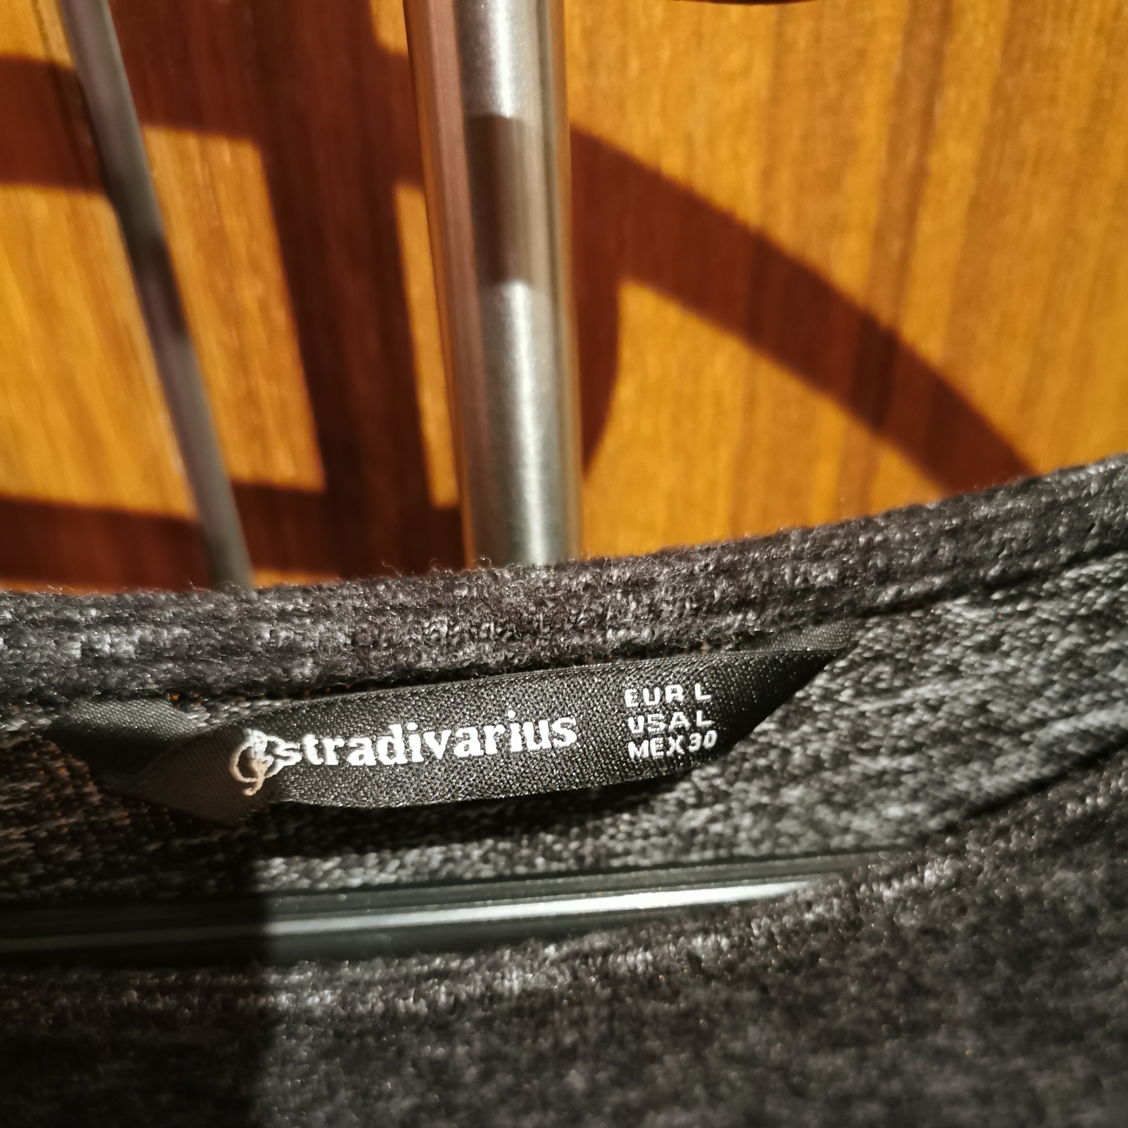 stradivarius
EUR L
USA L
MEX 30